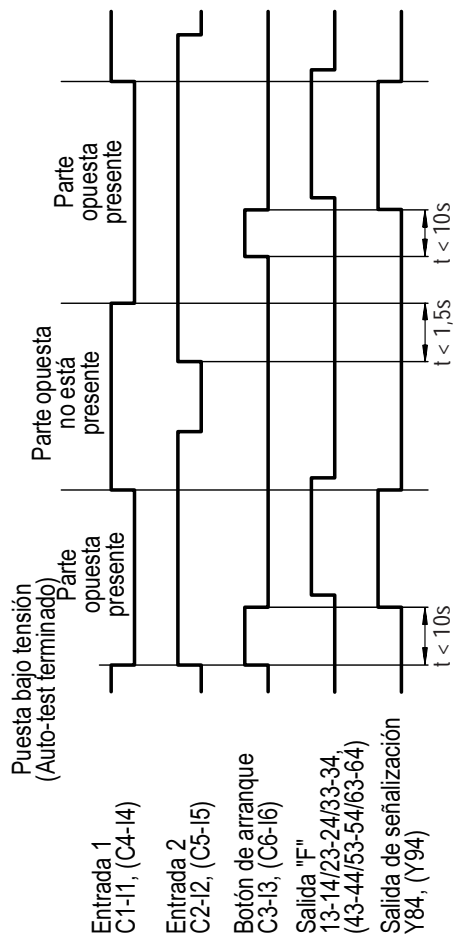 Puesta bajo tensión
(Auto-test terminado)
Parte
opuesta
presente
Parte opuesta
no está
presente
Parte
opuesta
presente
Entrada 1
C1-I1, (C4-I4)
Entrada 2
C2-I2, (C5-I5)
Botón de arranque
C3-I3, (C6-I6)
Salida "F"
13-14/23-24/33-34,
(43-44/53-54/63-64)
Salida de señalización
Y84, (Y94)
t < 10s
t < 1,5s
t < 10s